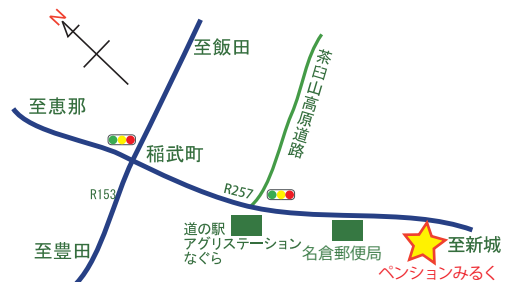 N
至飯田
至恵那
稲武町
茶臼山高原道路
R153
R257
至豊田
道の駅
アグリステーション
なぐら
名倉郵便局
至新城
ペンションみるく